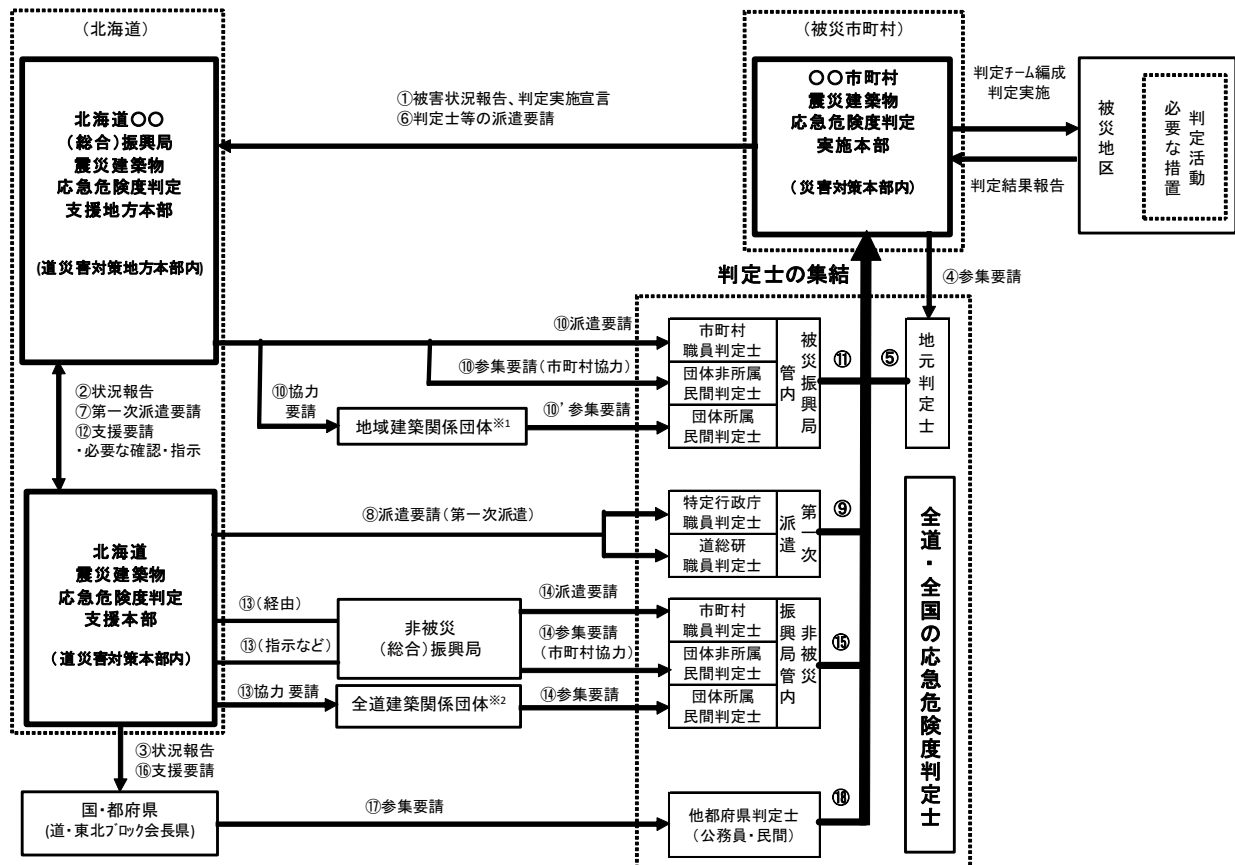 (北海道)
北海道〇〇
(総合)振興局
震災建築物
応急危険度判定
支援地方本部
(道災害対策地方本部内)
①被害状況報告、判定実施宣言
⑥判定士等の派遣要請
(被災市町村)
〇〇市町村
震災建築物
応急危険度判定
実施本部
(災害対策本部内)
判定チーム編成
判定実施
判定結果報告
被災地区
判定活動
必要な措置
判定士の集結
④参集要請
⑩派遣要請
⑩参集要請(市町村協力)
⑩協力
要請
地域建築関係団体※1
⑩'参集要請
市町村
職員判定士
団体非所属
民間判定士
団体所属
民間判定士
被災振興局
管内
⑪
⑤
地元判定士
②状況報告
⑦第一次派遣要請
⑫支援要請
・必要な確認・指示
北海道
震災建築物
応急危険度判定
支援本部
(道災害対策本部内)
⑧派遣要請(第一次派遣)
特定行政庁
職員判定士
道総研
職員判定士
第一次
派遣
⑨
全道・全国の応急危険度判定士
⑬(経由)
⑬(指示など)
非被災
(総合)振興局
⑭派遣要請
⑭参集要請
(市町村協力)
⑬協力 要請
全道建築関係団体※2
⑭参集要請
市町村
職員判定士
団体非所属
民間判定士
団体所属
民間判定士
非被災
振興局管内
⑮
③状況報告
⑯支援要請
国・都府県
(道・東北ブロック会長県)
⑰参集要請
他都府県判定士
(公務員・民間)
⑱